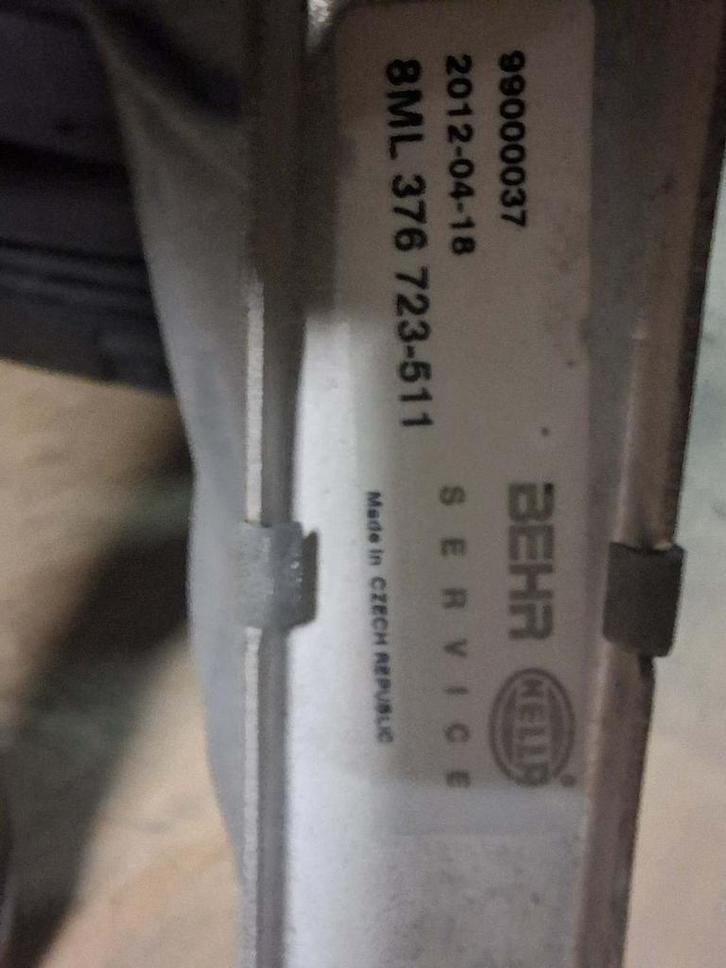 99000037
2012-04-18
8ML 376 723-511
BEHR HELLA®
SERVICE
Made in CZECH REPUBLIC